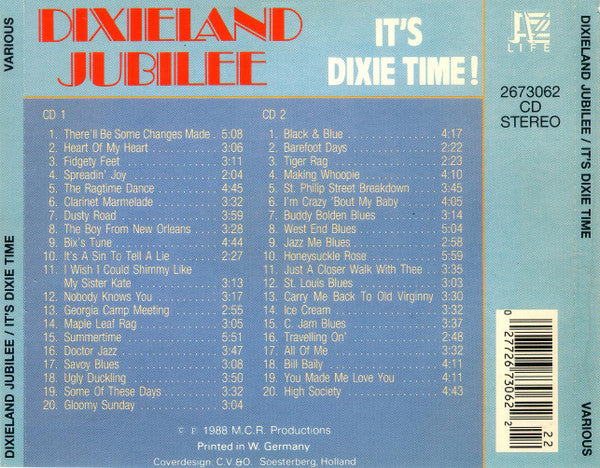 DIXIELAND
JUBILEE
IT'S
DIXIE TIME!
JAZZ
LIFE
2673062
CD
STEREO
CD 1
1. There'll Be Some Changes Made . 5:08
2. Heart Of My Heart 3:06
3. Fidgety Feet 3:11
4. Spreadin' Joy 2:04
5. The Ragtime Dance 4:45
6. Clarinet Marmelade 3:12
7. Dusty Road 3:59
8. The Boy From New Orleans 3:28
9. Bix's Tune 4:44
10. It's A Sin To Tell A Lie 2:27
11. I Wish I Could Shimmy Like
My Sister Kate 3:13
12. Nobody Knows You 3:17
13. Georgia Camp Meeting 2:55
14. Maple Leaf Rag 3:05
15. Summertime 3:51
16. Doctor Jazz 3:47
17. Savoy Blues 3:08
18. Ugly Duckling 3:50
19. Some Of These Days 3:32
20. Gloomy Sunday 3:04
CD 2
1. Black & Blue 4:17
2. Barefoot Days 2:22
3. Tiger Rag 2:23
4. Making Whoopie 4:10
5. St. Philip Street Breakdown 3:45
6. I'm Crazy 'Bout My Baby 4:05
7. Buddy Bolden Blues 3:31
8. West End Blues 3:54
9. Jazz Me Blues 2:58
10. Honeysuckle Rose 3:59
11. Just A Closer Walk With Thee 3:33
12. St. Louis Blues 3:03
13. Carry Me Back To Old Virginny 3:30
14. Ice Cream 3:32
15. C. Jam Blues 3:31
16. Travelling On' 2:48
17. All Of Me 3:32
18. Bill Baily 4:11
19. You Made Me Love You 4:11
20. High Society 4:43
© ℗ 1988 M.C.R. Productions
Printed in W. Germany
Coverdesign: C.V.&O. Soesterberg, Holland
VARIOUS
DIXIELAND JUBILEE / IT'S DIXIE TIME
DIXIELAND JUBILEE / IT'S DIXIE TIME
VARIOUS
0 27726 73062 2
22